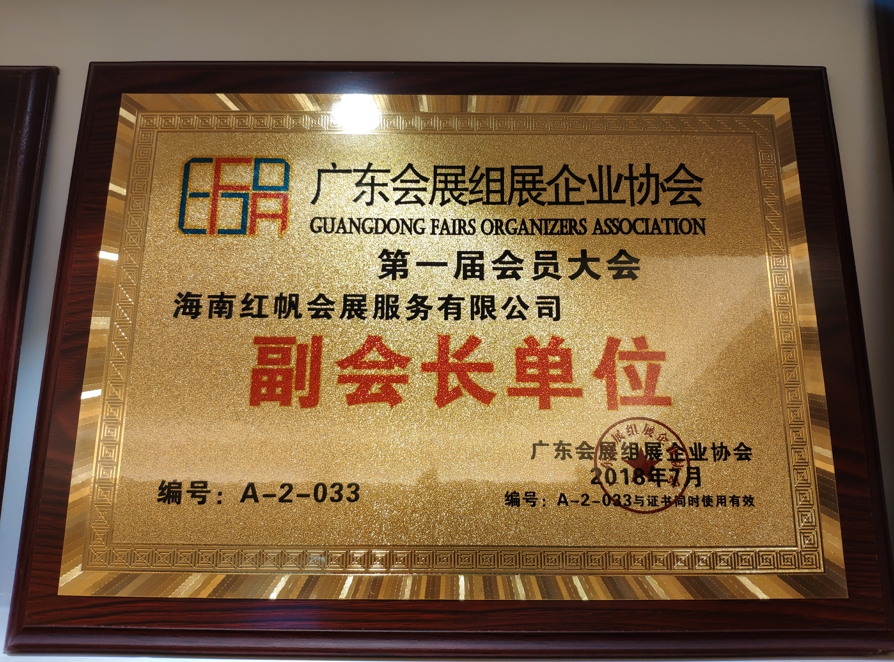 广东会展组展企业协会
GUANGDONG FAIRS ORGANIZERS ASSOCIATION
第一届会员大会
海南红帆会展服务有限公司
副会长单位
广东会展组展企业协会
2018年7月
编号：A-2-033
编号：A-2-033与证书同时使用有效